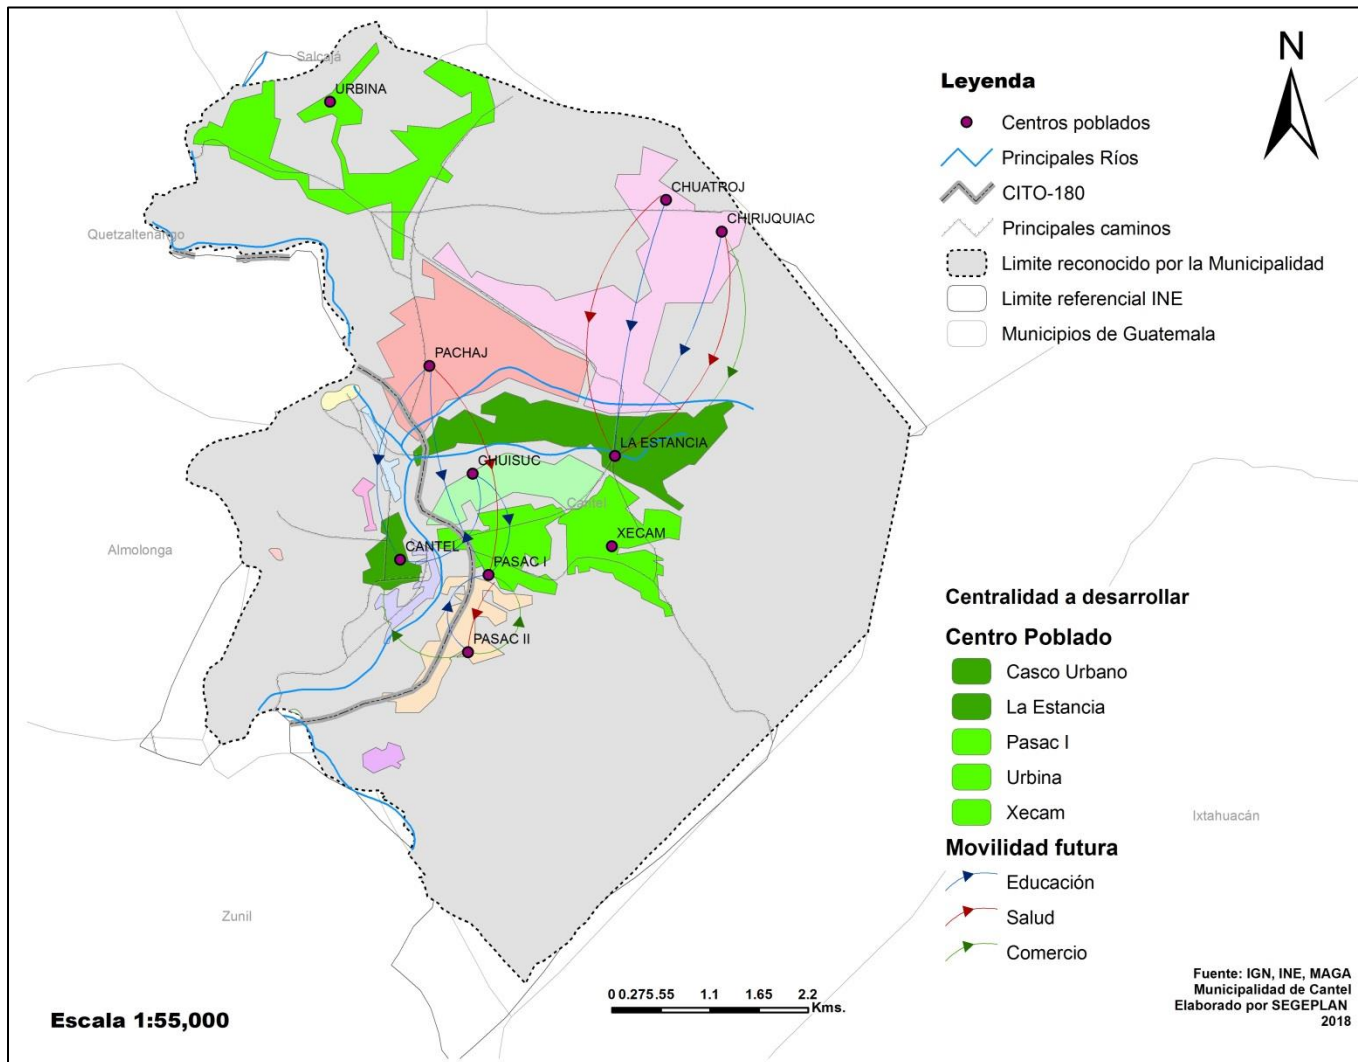 Salcajá
URBINA
Quetzaltenango
CHUATROJ
CHIRIJQUIAC
PACHAJ
LA ESTANCIA
CHUISUC
Cantel
XECAM
Almolonga
CANTEL
PASAC I
PASAC II
Zunil
Ixtahuacán
N
Leyenda
Centros poblados
Principales Ríos
CITO-180
Principales caminos
Limite reconocido por la Municipalidad
Limite referencial INE
Municipios de Guatemala
Centralidad a desarrollar
Centro Poblado
Casco Urbano
La Estancia
Pasac I
Urbina
Xecam
Movilidad futura
Educación
Salud
Comercio
0 0.275.55 1.1 1.65 2.2
Kms.
Escala 1:55,000
Fuente: IGN, INE, MAGA
Municipalidad de Cantel
Elaborado por SEGEPLAN
2018